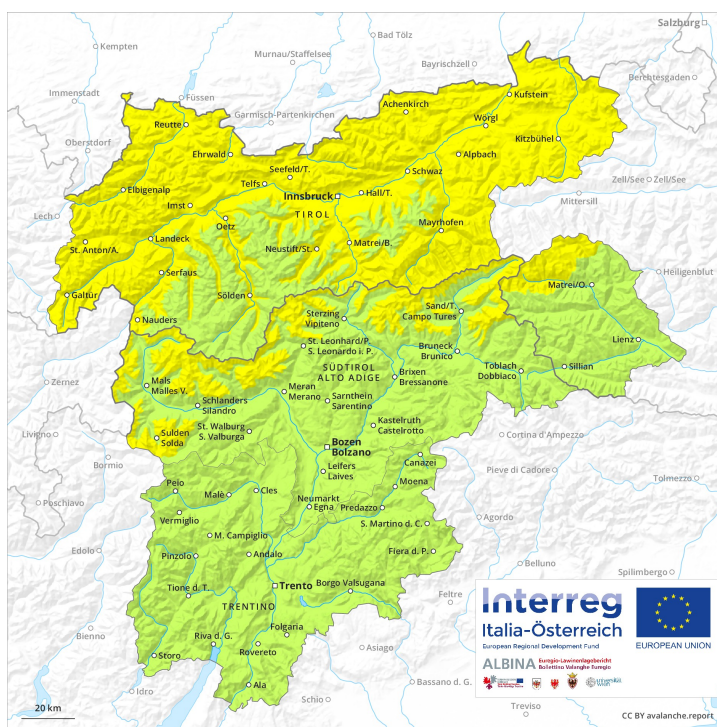 Salzburg
Bad Tölz
Kempten
Murnau/Staffelsee
Bayrischzell
Berchtesgaden
Immenstadt
Füssen
Achenkirch
Kufstein
Garmisch-Partenkirchen
Reutte
Wörgl
Oberstdorf
Kitzbühel
Ehrwald
Alpbach
Seefeld/T.
Schwaz
Zell/See
Zell/See
Telfs
Elbigenalp
Innsbruck
Hall/T.
Mittersill
Imst
TIROL
Lech
Oetz
Mayrhofen
Landeck
Neustift/St.
Matrei/B.
St. Anton/A.
Serfaus
Heiligenblut
Galtür
Sölden
Matrei/O.
Nauders
Sterzing
Vipiteno
Sand/T.
Campo Tures
Lienz
St. Leonhard/P.
S. Leonardo i. P.
Bruneck
Brunico
Toblach
Dobbiaco
Sillian
SÜDTIROL
ALTO ADIGE
Brixen
Bressanone
Zernez
Mals
Malles V.
Meran
Merano
Schlanders
Silandro
Sarnthein
Sarentino
St. Walburg
S. Valburga
Kastelruth
Castelrotto
Livigno
Sulden
Solda
Cortina d'Ampezzo
Bozen
Bolzano
Bormio
Canazei
Leifers
Laives
Pieve di Cadore
Tolmezzo
Peio
Malè
Cles
Moena
Poschiavo
Neumarkt
Egna
Predazzo
Vermiglio
Agordo
S. Martino d. C.
M. Campiglio
Edolo
Pinzolo
Andalo
Fiera d. P.
Belluno
Spilimbergo
Tione d. T.
Trento
Borgo Valsugana
Feltre
TRENTINO
Bienno
Folgaria
Riva d. G.
Rovereto
Asiago
Storo
Idro
Ala
Schio
Bassano d. G.
Treviso
20 km
Interreg
Italia-Österreich
European Regional Development Fund
EUROPEAN UNION
ALBINA Euregio-Lawinenlagebericht
Bollettino Valanghe Euregio
universität
wien
CC BY avalanche.report